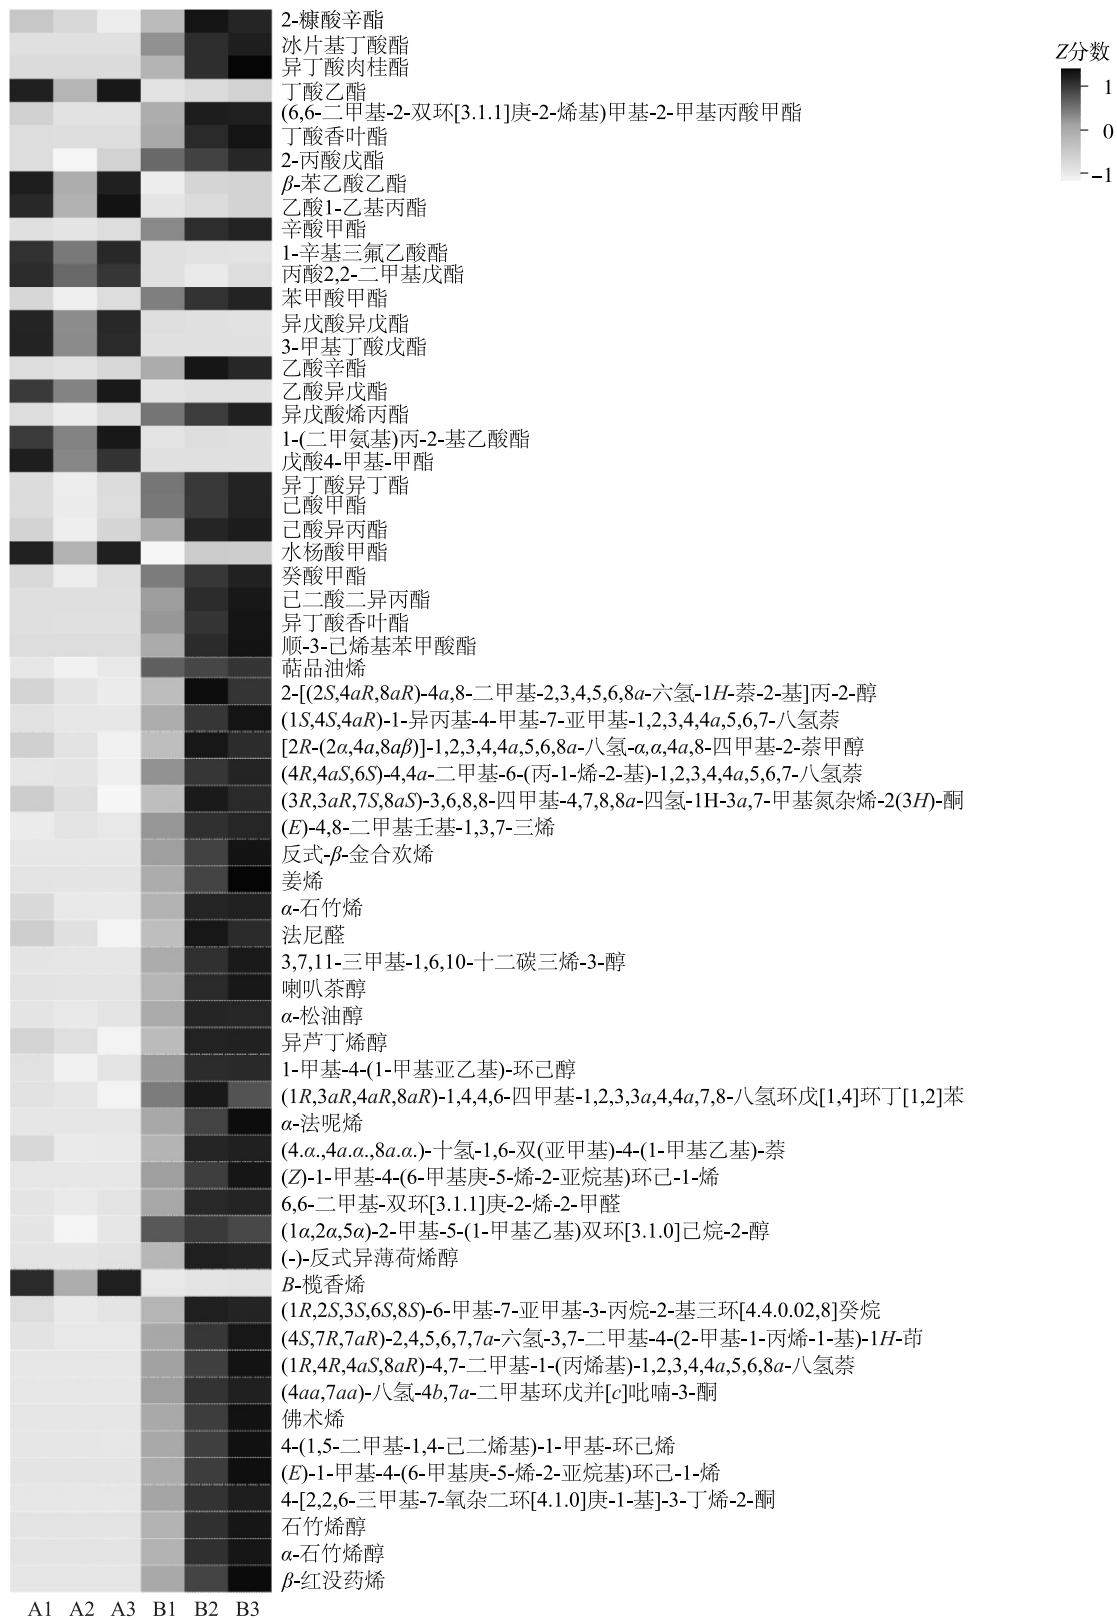 2-糠酸辛酯
冰片基丁酸酯
异丁酸肉桂酯
丁酸乙酯
(6,6-二甲基-2-双环[3.1.1]庚-2-烯基)甲基-2-甲基丙酸甲酯
丁酸香叶酯
2-丙酸戊酯
β-苯乙酸乙酯
乙酸1-乙基丙酯
辛酸甲酯
1-辛基三氟乙酸酯
丙酸2,2-二甲基戊酯
苯甲酸甲酯
异戊酸异戊酯
3-甲基丁酸戊酯
乙酸辛酯
乙酸异戊酯
异戊酸烯丙酯
1-(二甲氨基)丙-2-基乙酸酯
戊酸4-甲基-甲酯
异丁酸异丁酯
己酸甲酯
己酸异丙酯
水杨酸甲酯
癸酸甲酯
己二酸二异丙酯
异丁酸香叶酯
顺-3-己烯基苯甲酸酯
萜品油烯
2-[(2S,4aR,8aR)-4a,8-二甲基-2,3,4,5,6,8a-六氢-1H-萘-2-基]丙-2-醇
(1S,4S,4aR)-1-异丙基-4-甲基-7-亚甲基-1,2,3,4,4a,5,6,7-八氢萘
[2R-(2α,4a,8aβ)]-1,2,3,4,4a,5,6,8a-八氢-α,α,4a,8-四甲基-2-萘甲醇
(4R,4aS,6S)-4,4a-二甲基-6-(丙-1-烯-2-基)-1,2,3,4,4a,5,6,7-八氢萘
(3R,3aR,7S,8aS)-3,6,8,8-四甲基-4,7,8,8a-四氢-1H-3a,7-甲基氮杂烯-2(3H)-酮
(E)-4,8-二甲基壬基-1,3,7-三烯
反式-β-金合欢烯
姜烯
α-石竹烯
法尼醛
3,7,11-三甲基-1,6,10-十二碳三烯-3-醇
喇叭茶醇
α-松油醇
异芦丁烯醇
1-甲基-4-(1-甲基亚乙基)-环己醇
(1R,3aR,4aR,8aR)-1,4,4,6-四甲基-1,2,3,3a,4,4a,7,8-八氢环戊[1,4]环丁[1,2]苯
α-法呢烯
(4.α.,4a.α.,8a.α.)-十氢-1,6-双(亚甲基)-4-(1-甲基乙基)-萘
(Z)-1-甲基-4-(6-甲基庚-5-烯-2-亚烷基)环己-1-烯
6,6-二甲基-双环[3.1.1]庚-2-烯-2-甲醛
(1α,2α,5α)-2-甲基-5-(1-甲基乙基)双环[3.1.0]己烷-2-醇
(-)-反式异薄荷烯醇
B-榄香烯
(1R,2S,3S,6S,8S)-6-甲基-7-亚甲基-3-丙烷-2-基三环[4.4.0.02,8]癸烷
(4S,7R,7aR)-2,4,5,6,7,7a-六氢-3,7-二甲基-4-(2-甲基-1-丙烯-1-基)-1H-茚
(1R,4R,4aS,8aR)-4,7-二甲基-1-(丙烯基)-1,2,3,4,4a,5,6,8a-八氢萘
(4aa,7aa)-八氢-4b,7a-二甲基环戊并[c]吡喃-3-酮
佛术烯
4-(1,5-二甲基-1,4-己二烯基)-1-甲基-环己烯
(E)-1-甲基-4-(6-甲基庚-5-烯-2-亚烷基)环己-1-烯
4-[2,2,6-三甲基-7-氧杂二环[4.1.0]庚-1-基]-3-丁烯-2-酮
石竹烯醇
α-石竹烯醇
β-红没药烯
A1 A2 A3 B1 B2 B3
Z分数
1
0
-1